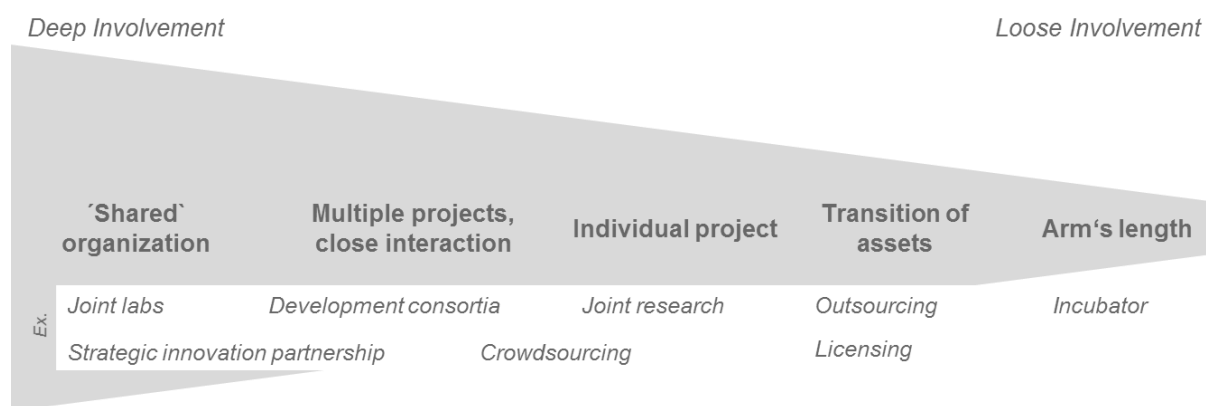 Deep Involvement
Loose Involvement
´Shared`
organization
Multiple projects,
close interaction
Individual project
Transition of
assets
Arm‘s length
Ex.
Joint labs
Development consortia
Joint research
Outsourcing
Incubator
Strategic innovation partnership
Crowdsourcing
Licensing